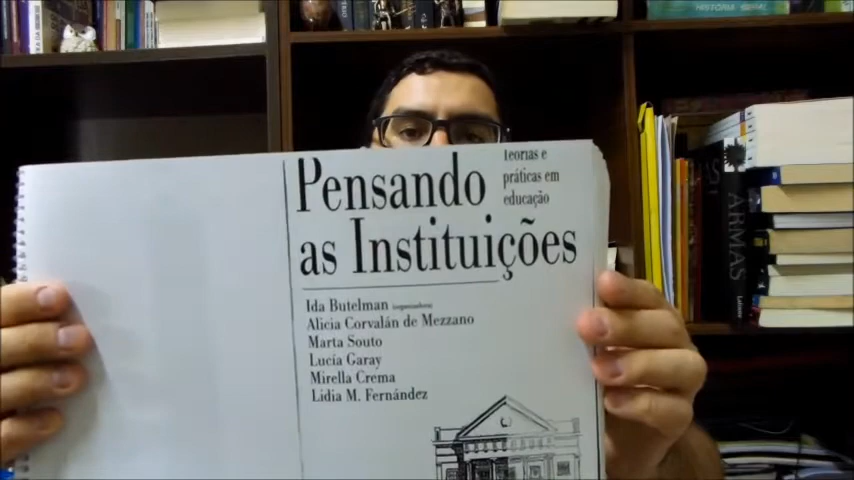 HISTORY
Pensando
Teorias e
práticas em
educação
as Instituições
Ida Butelman
Alicia Corvalán de Mezzano
Marta Souto
Lucía Garay
Mirella Crema
Lidia M. Fernández
ARMAS